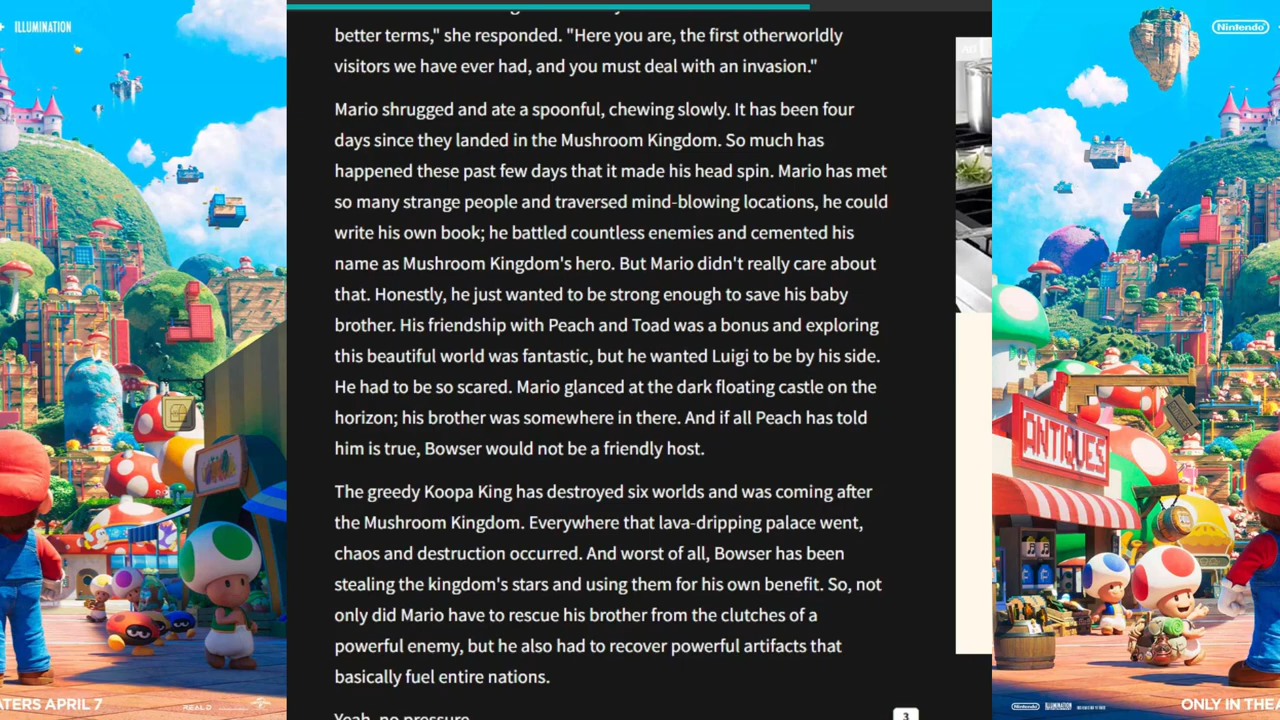 ILLUMINATION
better terms," she responded. "Here you are, the first otherworldly
visitors we have ever had, and you must deal with an invasion."
Mario shrugged and ate a spoonful, chewing slowly. It has been four
days since they landed in the Mushroom Kingdom. So much has
happened these past few days that it made his head spin. Mario has met
so many strange people and traversed mind-blowing locations, he could
write his own book; he battled countless enemies and cemented his
name as Mushroom Kingdom's hero. But Mario didn't really care about
that. Honestly, he just wanted to be strong enough to save his baby
brother. His friendship with Peach and Toad was a bonus and exploring
this beautiful world was fantastic, but he wanted Luigi to be by his side.
He had to be so scared. Mario glanced at the dark floating castle on the
horizon; his brother was somewhere in there. And if all Peach has told
him is true, Bowser would not be a friendly host.
The greedy Koopa King has destroyed six worlds and was coming after
the Mushroom Kingdom. Everywhere that lava-dripping palace went,
chaos and destruction occurred. And worst of all, Bowser has been
stealing the kingdom's stars and using them for his own benefit. So, not
only did Mario have to rescue his brother from the clutches of a
powerful enemy, but he also had to recover powerful artifacts that
basically fuel entire nations.
Yeah, no pressure.
3
ATERS APRIL 7
REAL D
Nintendo
ANTIQUES
Nintendo
ILLUMINATION
ONLY IN THEA